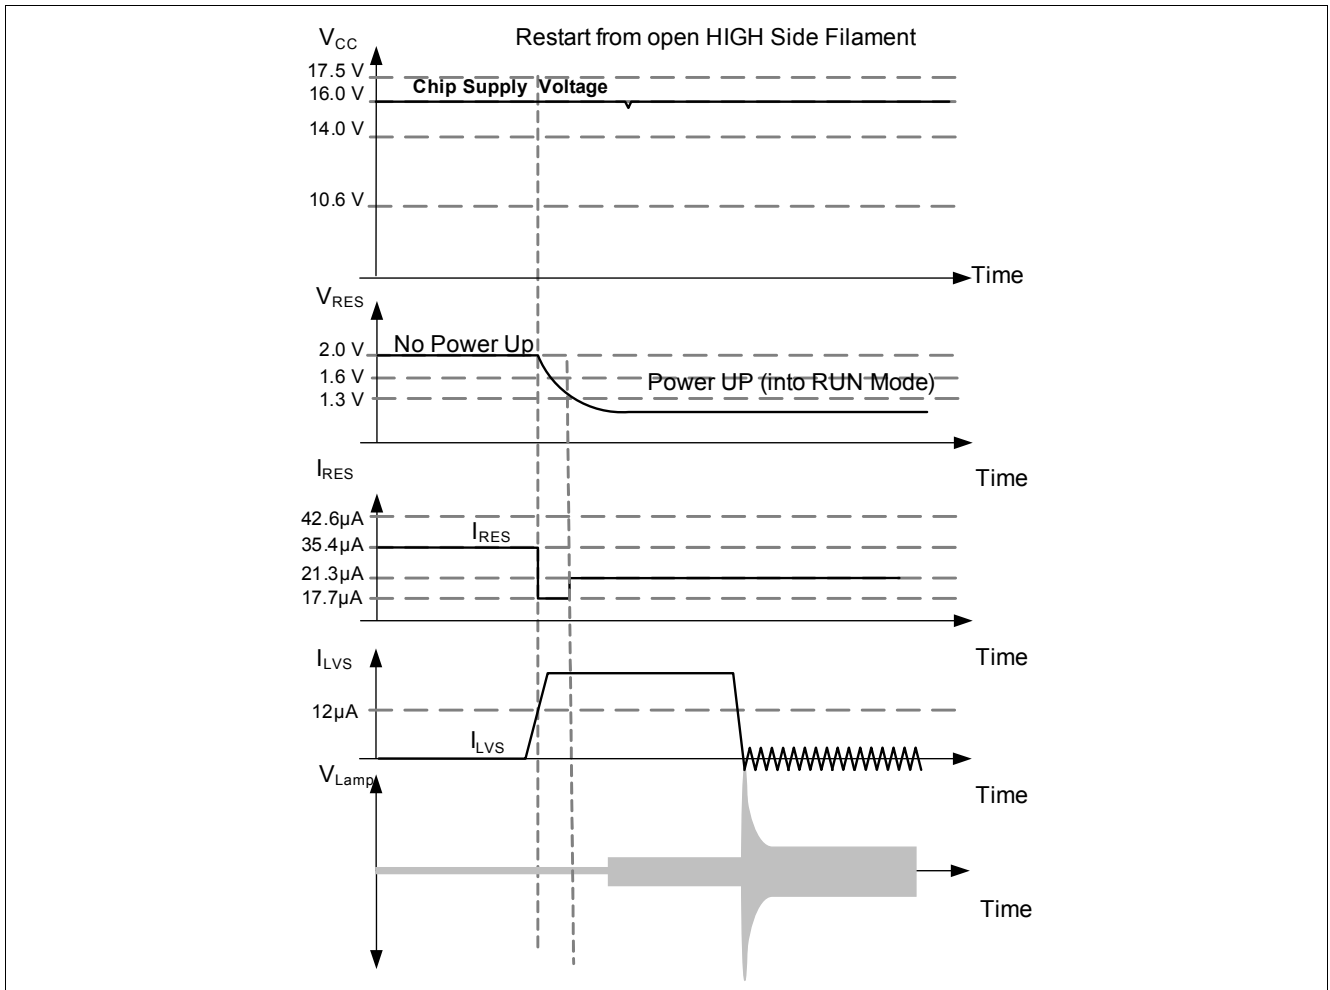 V_CC
Restart from open HIGH Side Filament
17.5 V
Chip Supply Voltage
16.0 V
14.0 V
10.6 V
Time
V_RES
2.0 V
No Power Up
1.6 V
Power UP (into RUN Mode)
1.3 V
Time
I_RES
42.6µA
I_RES
35.4µA
21.3µA
17.7µA
Time
I_LVS
12µA
I_LVS
V_Lamp
Time
Time